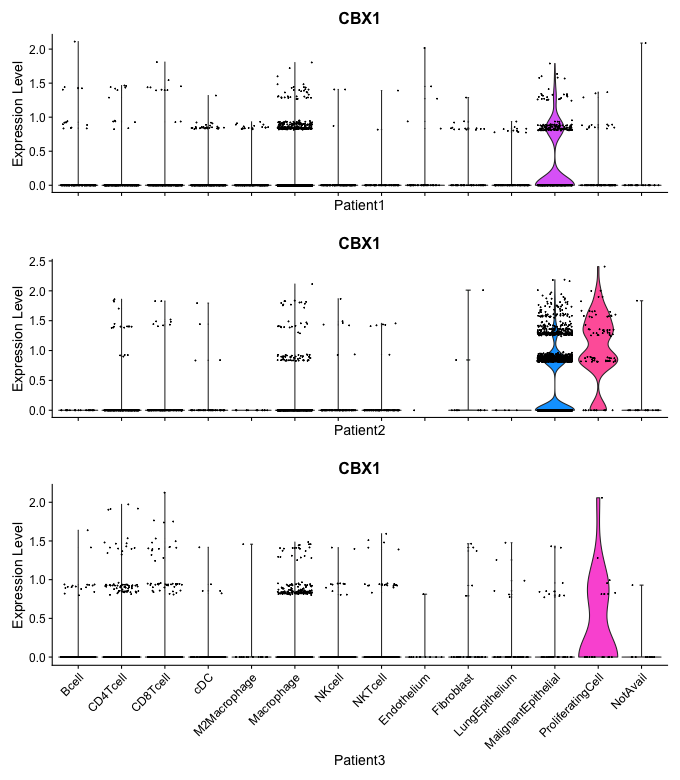 CBX1
Expression Level
2.0
1.5
1.0
0.5
0.0
Patient1
CBX1
Expression Level
2.5
2.0
1.5
1.0
0.5
0.0
Patient2
CBX1
Expression Level
2.0
1.5
1.0
0.5
0.0
Bcell
CD4Tcell
CD8Tcell
cDC
M2Macrophage
Macrophage
NKcell
NKTcell
Endothelium
Fibroblast
LungEpithelium
MalignantEpithelial
ProliferatingCell
NotAvail
Patient3